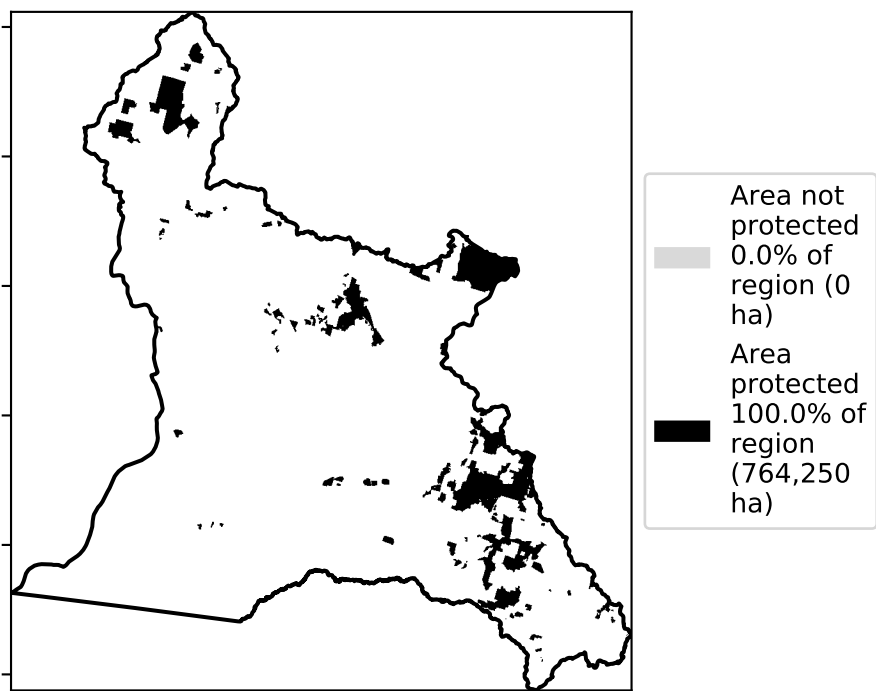 Area not
protected
0.0% of
region (0
ha)
Area
protected
100.0% of
region
(764,250
ha)